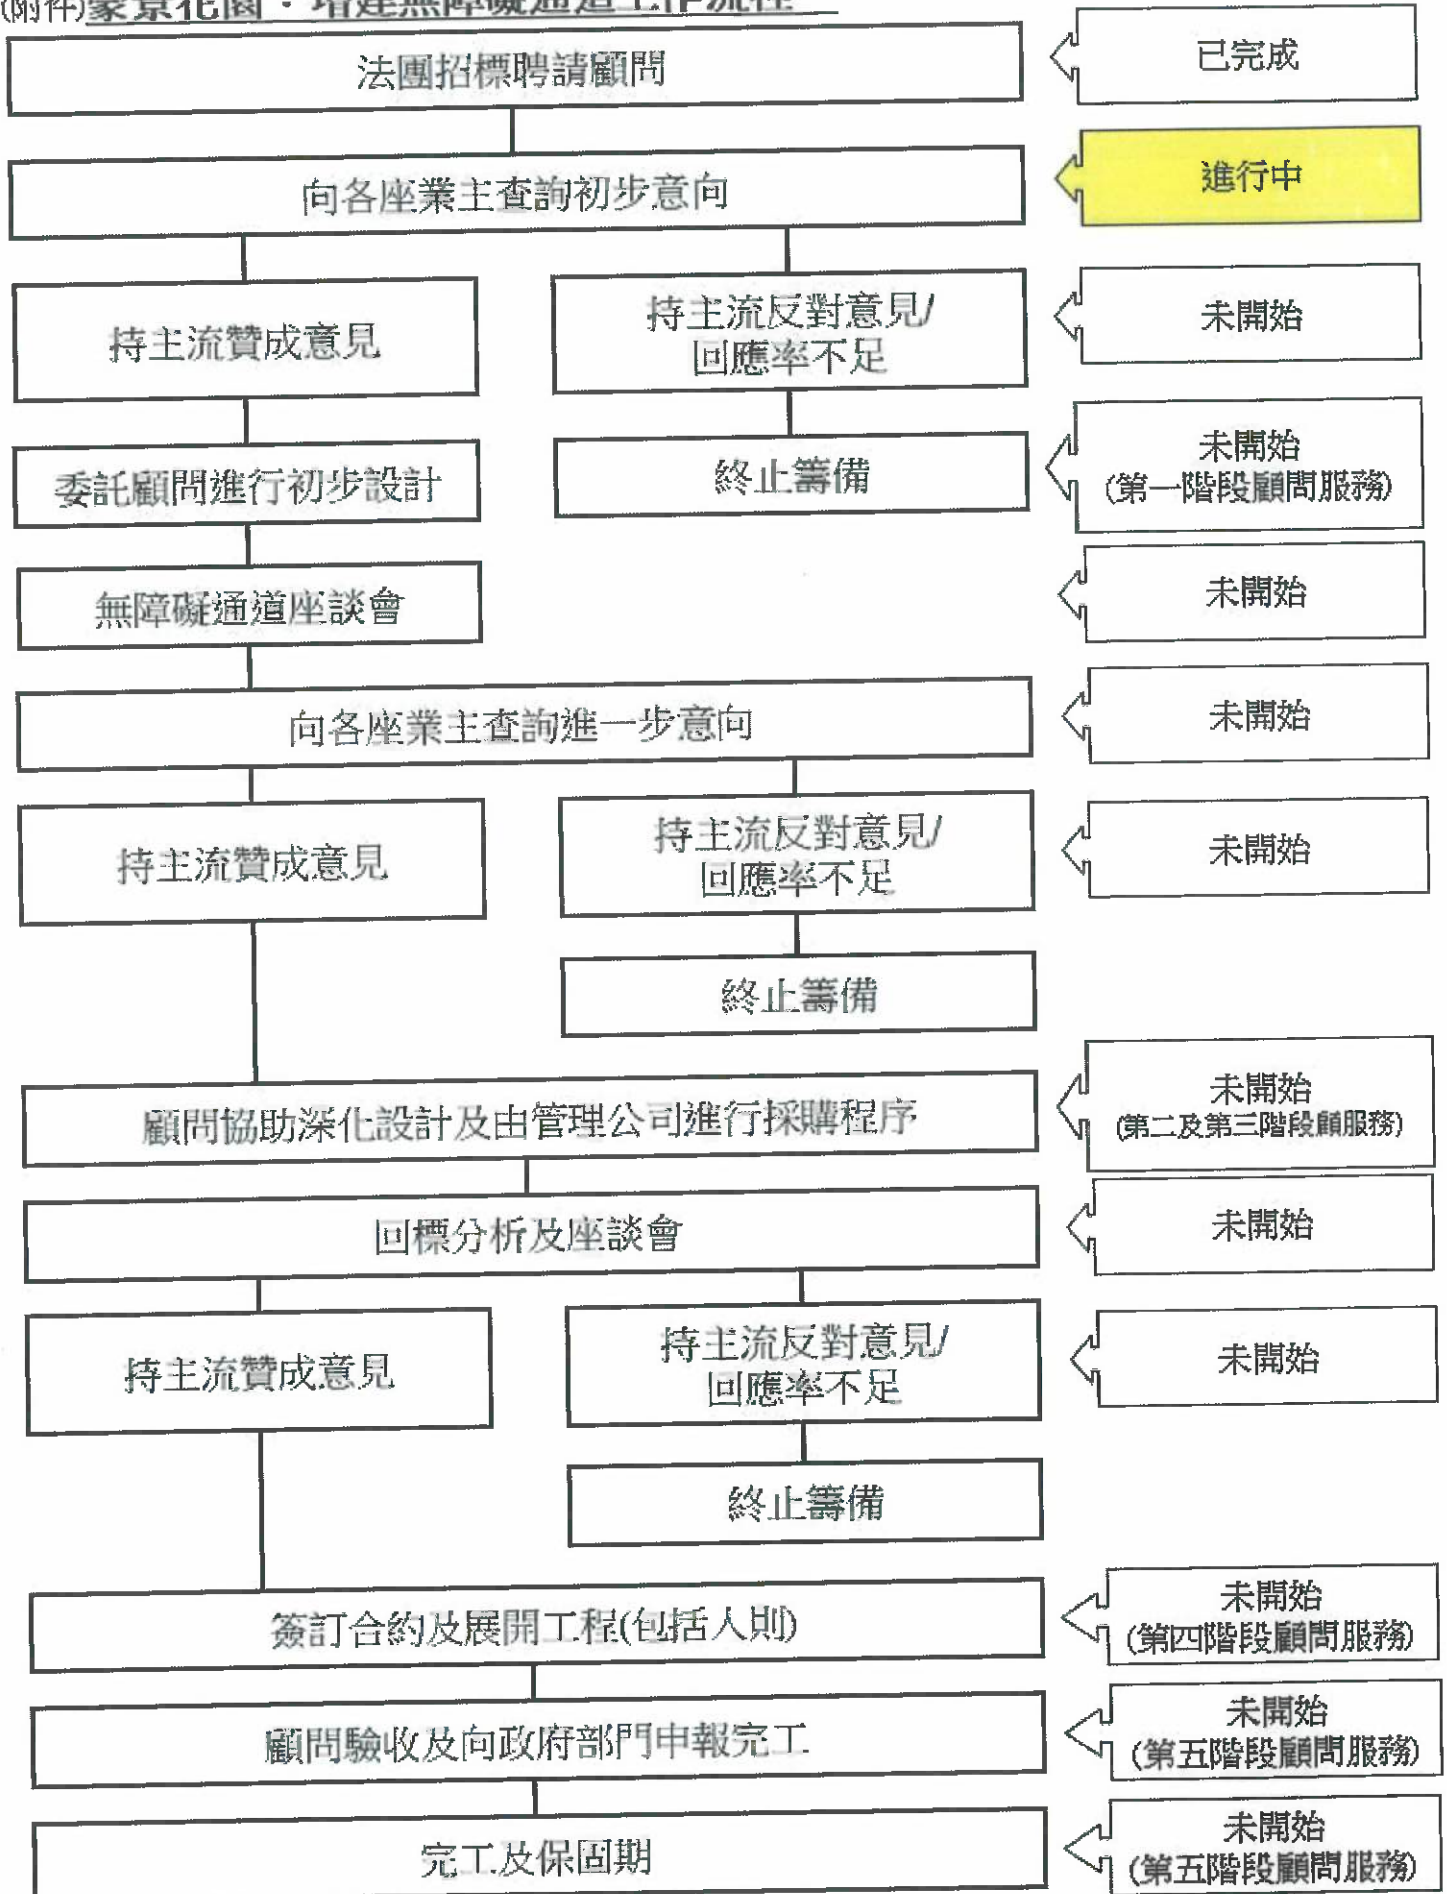 (附件)豪景花園．增建無障礙通道工作流程
法團招標聘請顧問
已完成
向各座業主查詢初步意向
進行中
持主流贊成意見
持主流反對意見/
回應率不足
未開始
委託顧問進行初步設計
終止籌備
未開始
(第一階段顧問服務)
無障礙通道座談會
未開始
向各座業主查詢進一步意向
未開始
持主流贊成意見
持主流反對意見/
回應率不足
未開始
終止籌備
顧問協助深化設計及由管理公司進行採購程序
未開始
(第二及第三階段顧服務)
回標分析及座談會
未開始
持主流贊成意見
持主流反對意見/
回應率不足
未開始
終止籌備
簽訂合約及展開工程(包括人則)
未開始
(第四階段顧問服務)
顧問驗收及向政府部門申報完工
未開始
(第五階段顧問服務)
完工及保固期
未開始
(第五階段顧問服務)